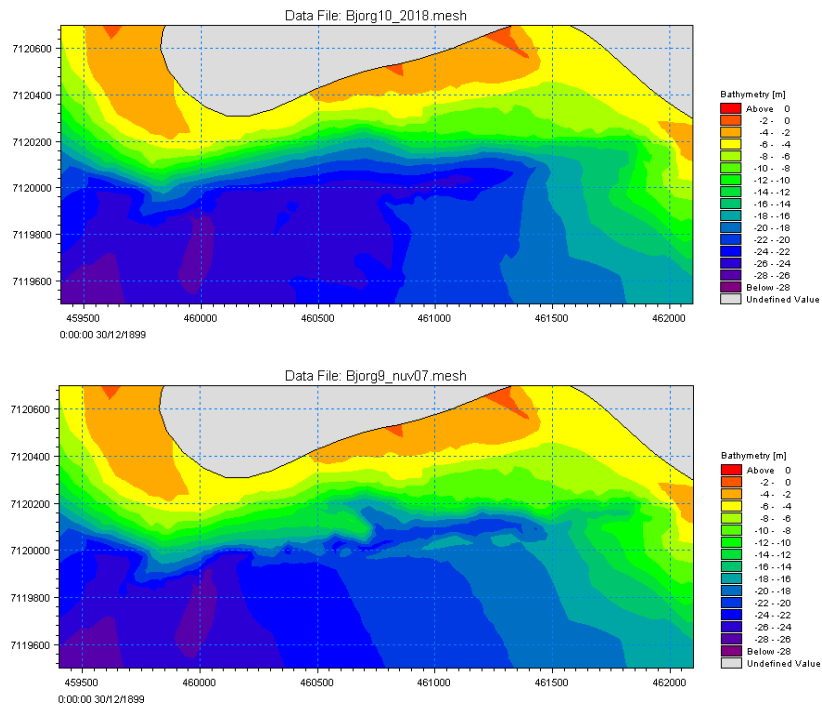 Data File: Bjorg10_2018.mesh
7120600
7120400
7120200
7120000
7119800
7119600
459500 460000 460500 461000 461500 462000
0:00:00 30/12/1899
Bathymetry [m]
Above 0
-2 - 0
-4 - -2
-6 - -4
-8 - -6
-10 - -8
-12 - -10
-14 - -12
-16 - -14
-18 - -16
-20 - -18
-22 - -20
-24 - -22
-26 - -24
-28 - -26
Below -28
Undefined Value
Data File: Bjorg9_nuv07.mesh
7120600
7120400
7120200
7120000
7119800
7119600
459500 460000 460500 461000 461500 462000
0:00:00 30/12/1899
Bathymetry [m]
Above 0
-2 - 0
-4 - -2
-6 - -4
-8 - -6
-10 - -8
-12 - -10
-14 - -12
-16 - -14
-18 - -16
-20 - -18
-22 - -20
-24 - -22
-26 - -24
-28 - -26
Below -28
Undefined Value